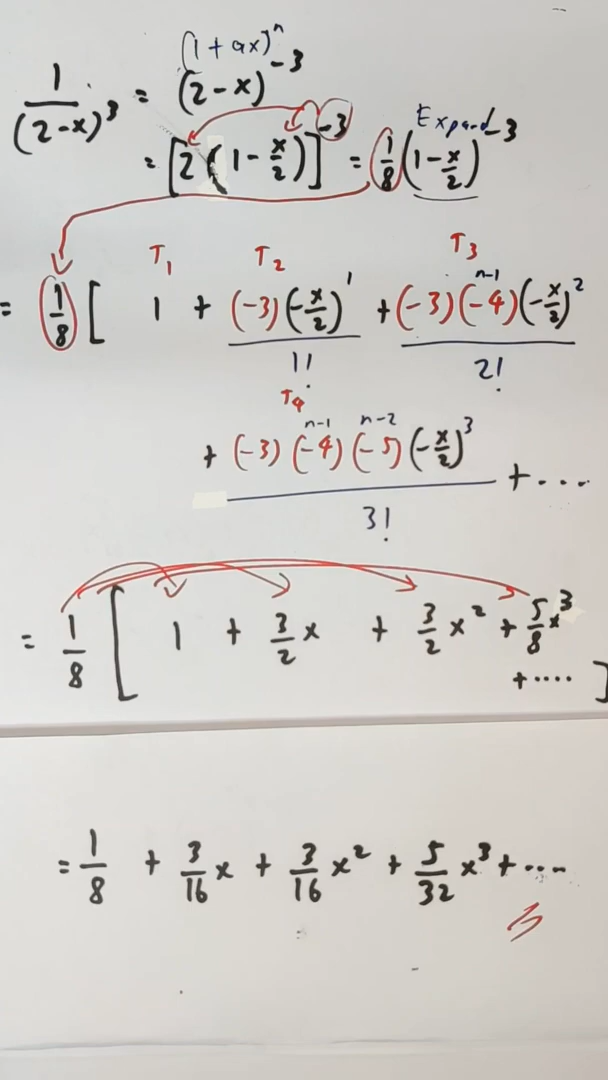 (1 + ax)^n
1/(2-x)^3 = (2-x)^-3
Expand
= [2(1 - x/2)]^-3 = 1/8 (1 - x/2)^-3
T1 T2 T3
n-1
= 1/8 [ 1 + (-3)(-x/2)^1/1! + (-3)(-4)(-x/2)^2/2!
T4
n-1 n-2
+ (-3)(-4)(-5)(-x/2)^3/3! + ...
= 1/8 [ 1 + 3/2 x + 3/2 x^2 + 5/8 x^3
+ .... ]
= 1/8 + 3/16 x + 3/16 x^2 + 5/32 x^3 + ...